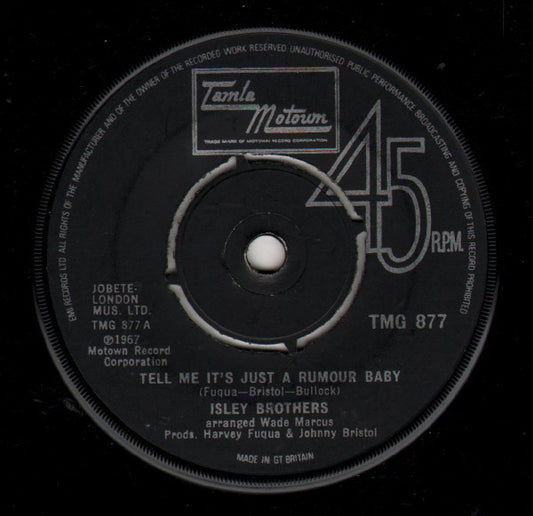 EMI RECORDS LTD ALL RIGHTS OF THE MANUFACTURER AND OF THE OWNER OF THE RECORDED WORK RESERVED UNAUTHORISED PUBLIC PERFORMANCE BROADCASTING AND COPYING OF THIS RECORD PROHIBITED
Tamla
Motown
TRADE MARK OF MOTOWN RECORD CORPORATION
45
R.P.M.
JOBETE-
LONDON
MUS. LTD.
TMG 877 A
℗1967
Motown Record
Corporation
TMG 877
TELL ME IT'S JUST A RUMOUR BABY
(Fuqua—Bristol—Bullock)
ISLEY BROTHERS
arranged Wade Marcus
Prods. Harvey Fuqua & Johnny Bristol
MADE IN GT BRITAIN